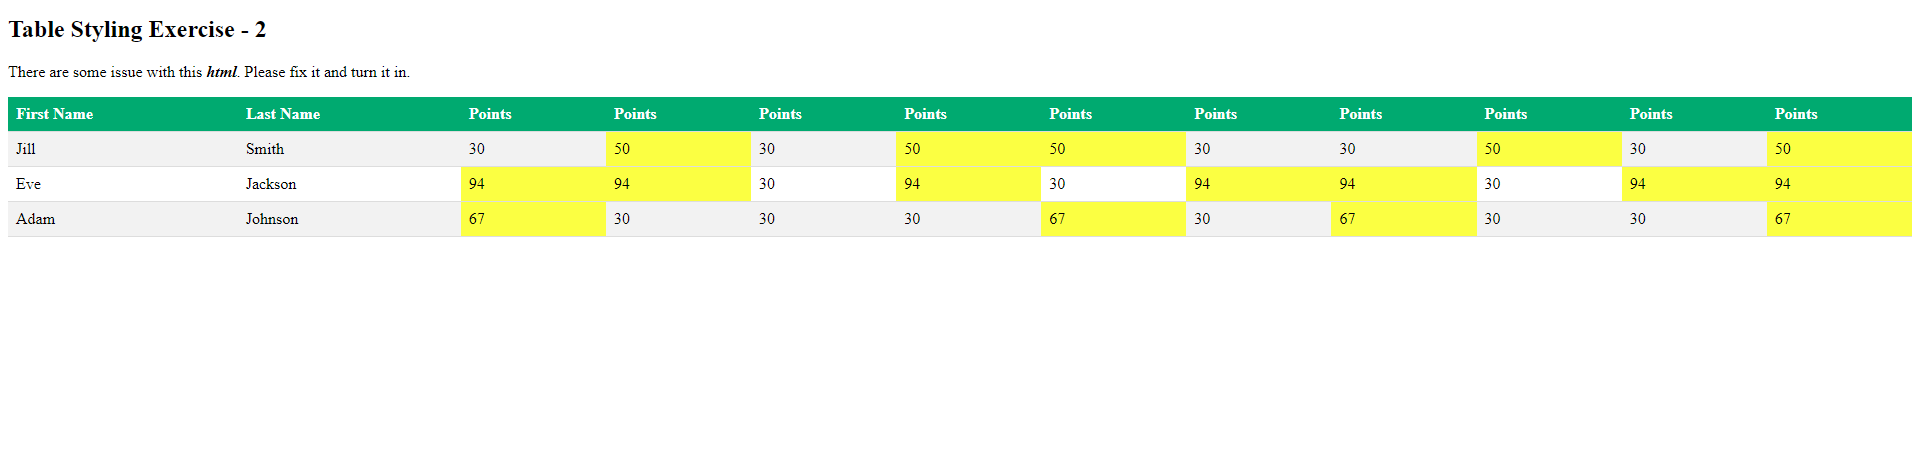 Table Styling Exercise - 2
There are some issue with this html. Please fix it and turn it in.
First Name Last Name Points Points Points Points Points Points Points Points Points Points
Jill Smith 30 50 30 50 50 30 30 50 30 50
Eve Jackson 94 94 30 94 30 94 94 30 94 94
Adam Johnson 67 30 30 30 67 30 67 30 30 67